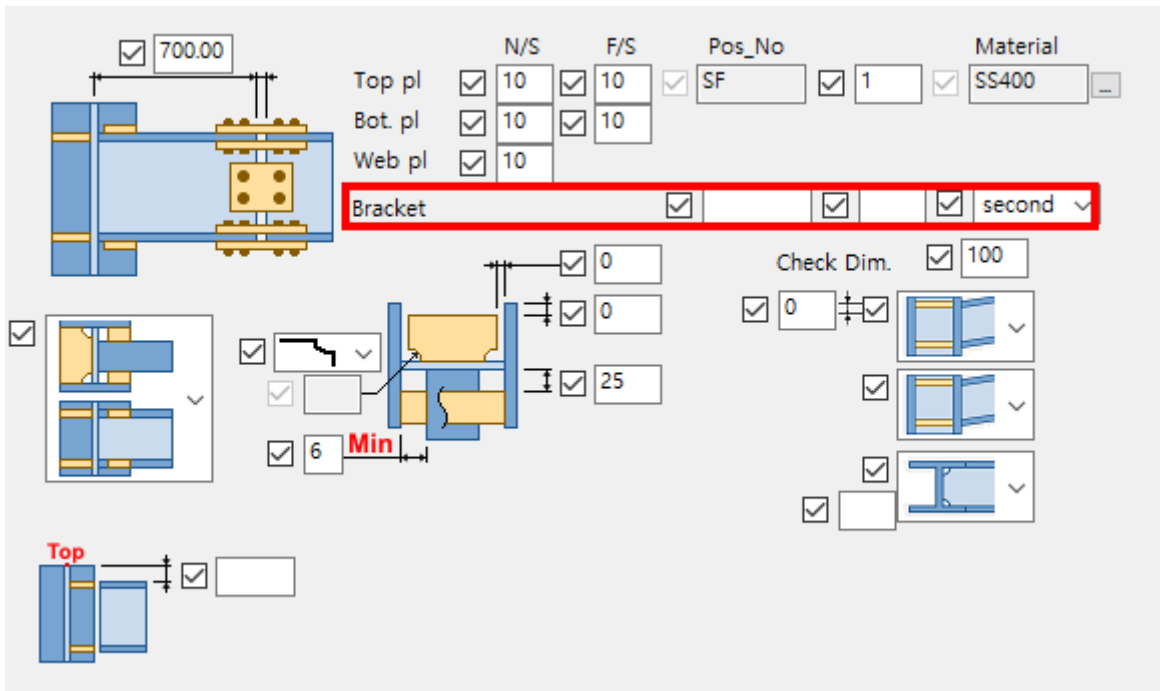 700.00 N/S F/S Pos_No Material
Top pl 10 10 SF 1 SS400 ...
Bot. pl 10 10
Web pl 10
Bracket second
0 Check Dim. 100
0 0
25
6 Min
Top